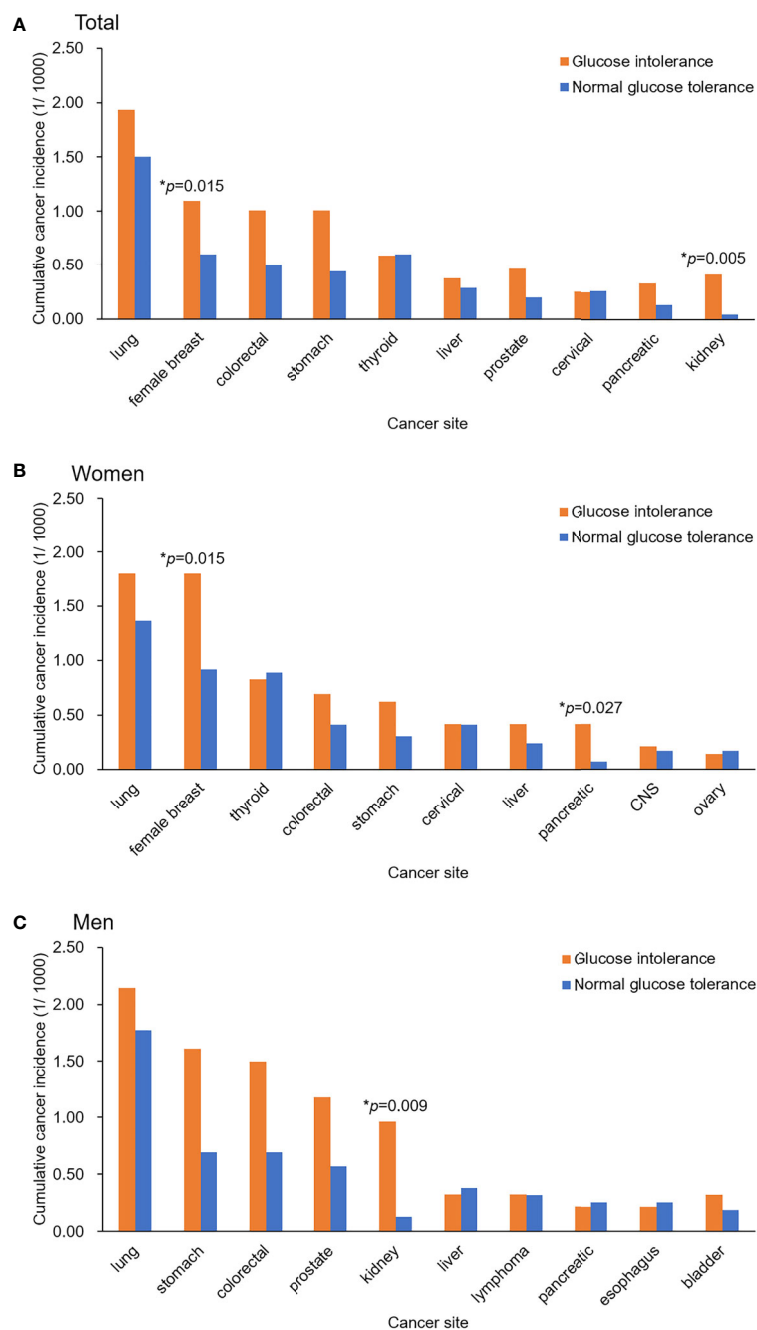 A Total
2.50
2.00
1.50
1.00
0.50
0.00
Cumulative cancer incidence (1/ 1000)
Glucose intolerance
Normal glucose tolerance
*p=0.015
*p=0.005
lung
female breast
colorectal
stomach
thyroid
liver
prostate
cervical
pancreatic
kidney
Cancer site
B Women
2.50
2.00
1.50
1.00
0.50
0.00
Cumulative cancer incidence (1/ 1000)
Glucose intolerance
Normal glucose tolerance
*p=0.015
*p=0.027
lung
female breast
thyroid
colorectal
stomach
cervical
liver
pancreatic
CNS
ovary
Cancer site
C Men
2.50
2.00
1.50
1.00
0.50
0.00
Cumulative cancer incidence (1/ 1000)
Glucose intolerance
Normal glucose tolerance
*p=0.009
lung
stomach
colorectal
prostate
kidney
liver
lymphoma
pancreatic
esophagus
bladder
Cancer site